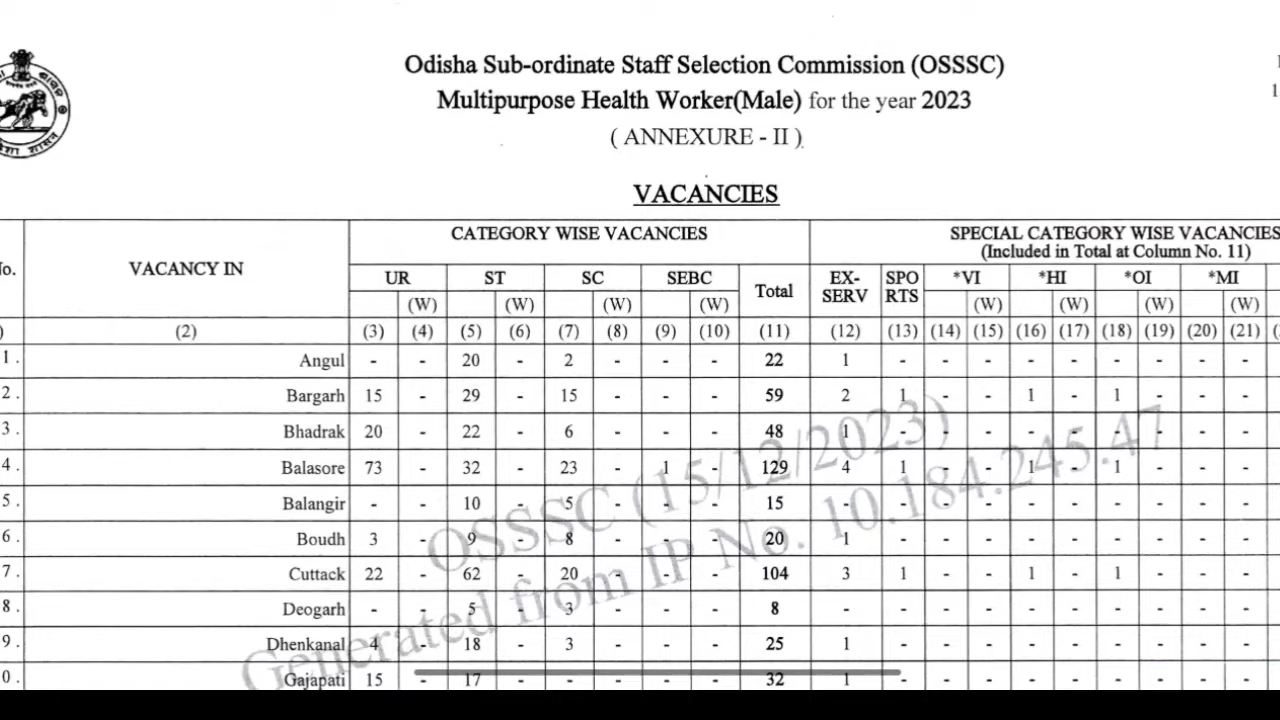 Odisha Sub-ordinate Staff Selection Commission (OSSSC)
Multipurpose Health Worker(Male) for the year 2023
( ANNEXURE - II )
VACANCIES
VACANCY IN CATEGORY WISE VACANCIES SPECIAL CATEGORY WISE VACANCIES
(Included in Total at Column No. 11)
UR ST SC SEBC Total EX-SERV SPORTS *VI *HI *OI *MI
(W) (W) (W) (W) (W) (W) (W) (W)
(2) (3) (4) (5) (6) (7) (8) (9) (10) (11) (12) (13) (14) (15) (16) (17) (18) (19) (20) (21)
1. Angul - - 20 - 2 - - - 22 1 - - - - - - - - -
2. Bargarh 15 - 29 - 15 - - - 59 2 1 - - 1 - 1 - - -
3. Bhadrak 20 - 22 - 6 - - - 48 1 - - - - - - - - -
4. Balasore 73 - 32 - 23 - 1 - 129 4 1 - - 1 - 1 - - -
5. Balangir - - 10 - 5 - - - 15 - - - - - - - - - -
6. Boudh 3 - 9 - 8 - - - 20 1 - - - - - - - - -
7. Cuttack 22 - 62 - 20 - - - 104 3 1 - - 1 - 1 - - -
8. Deogarh - - 5 - 3 - - - 8 - - - - - - - - - -
9. Dhenkanal 4 - 18 - 3 - - - 25 1 - - - - - - - - -
0. Gajapati 15 - 17 - - - - - 32 1 - - - - - - - - -
OSSSC (15/12/2023)
Generated from IP No. 10.184.245.47